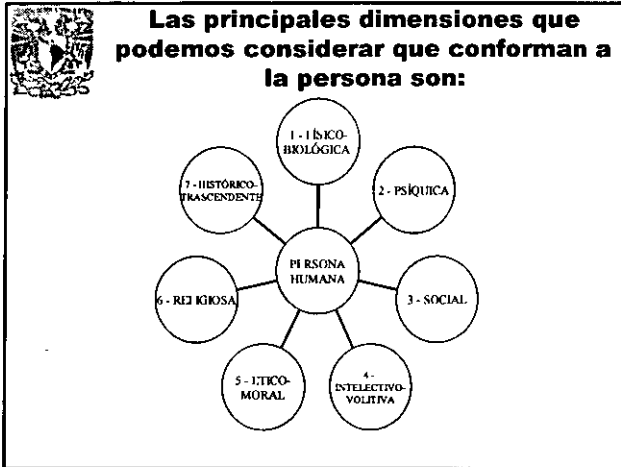 Las principales dimensiones que
podemos considerar que conforman a
la persona son:
1 - FÍSICO-
BIOLÓGICA
2 - PSÍQUICA
3 - SOCIAL
4 -
INTELECTIVO-
VOLITIVA
5 - ETICO-
MORAL
6 - RELIGIOSA
7 - HISTÓRICO-
TRASCENDENTE
PERSONA
HUMANA